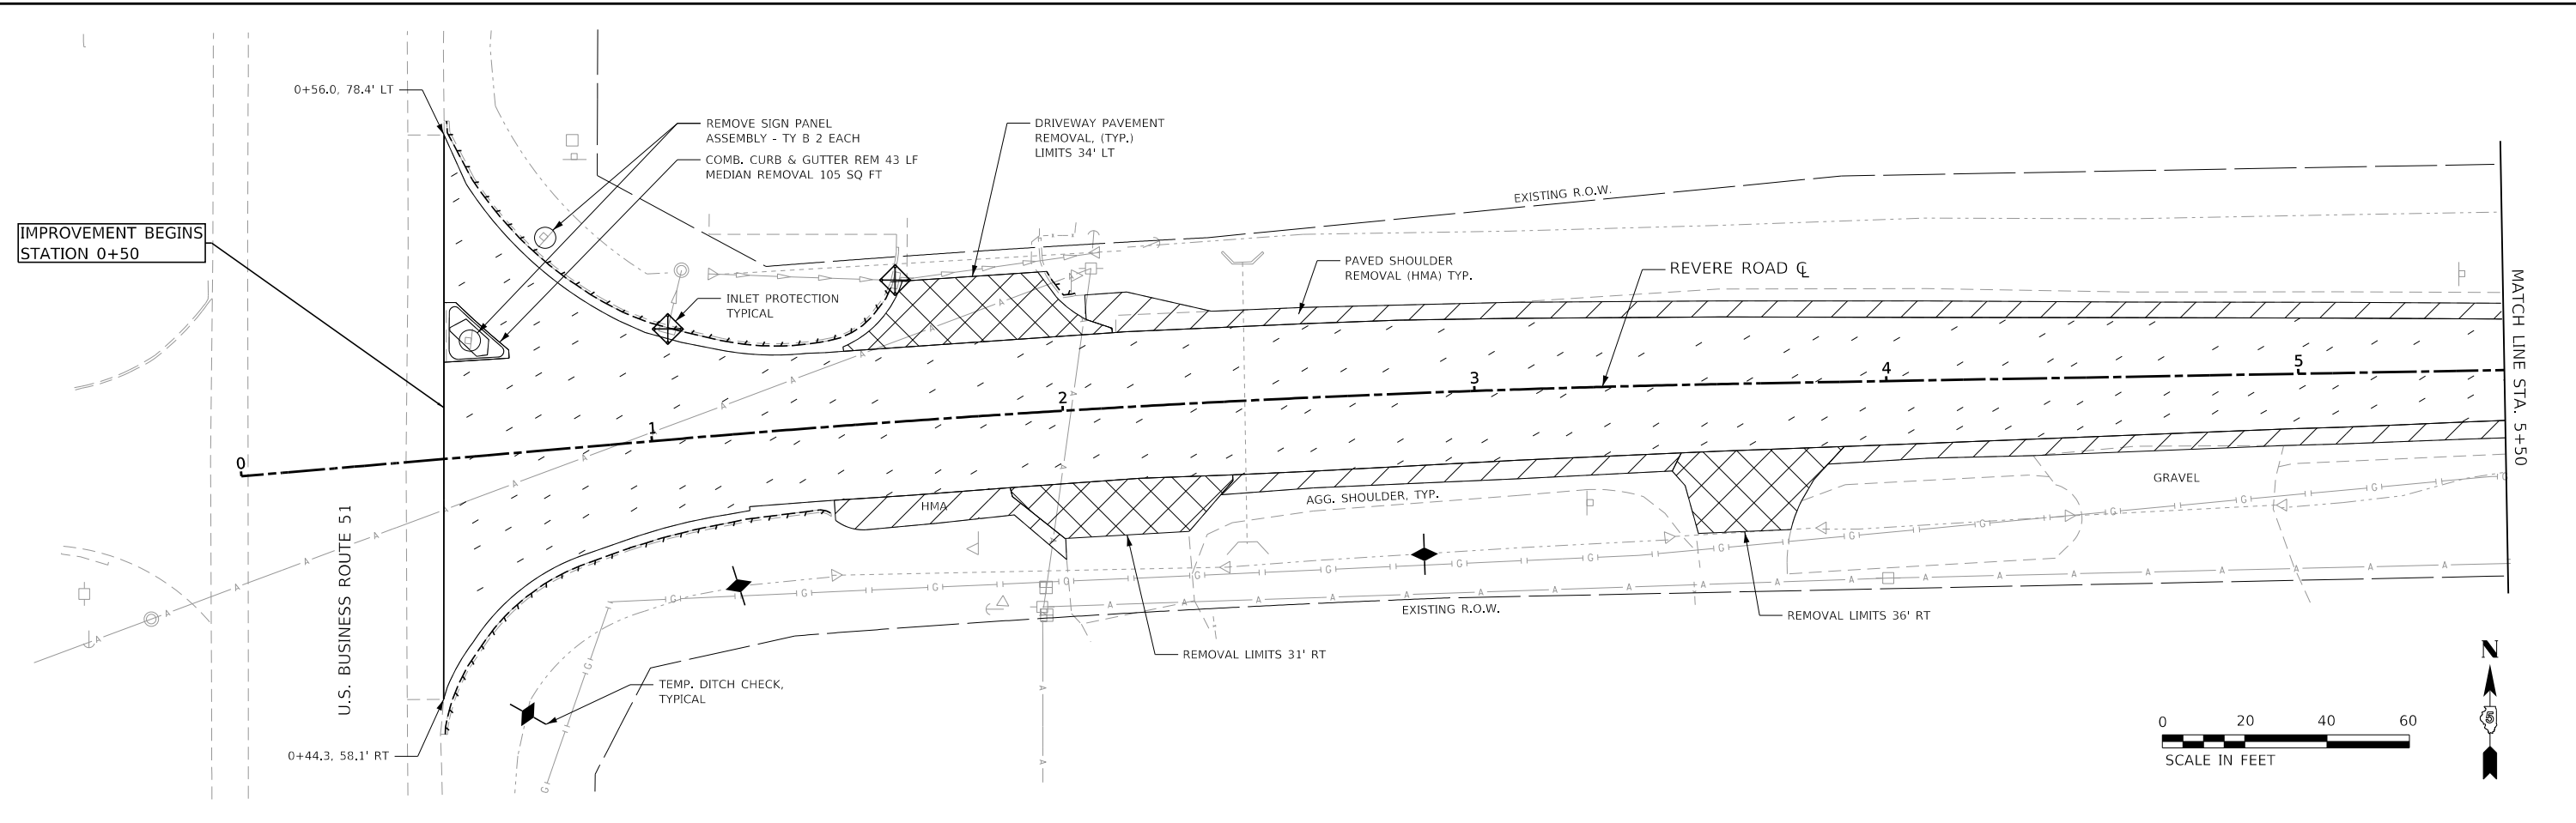 0+56.0, 78.4' LT
REMOVE SIGN PANEL
ASSEMBLY - TY B 2 EACH
COMB. CURB & GUTTER REM 43 LF
MEDIAN REMOVAL 105 SQ FT
DRIVEWAY PAVEMENT
REMOVAL, (TYP.)
LIMITS 34' LT
EXISTING R.O.W.
IMPROVEMENT BEGINS
STATION 0+50
INLET PROTECTION
TYPICAL
PAVED SHOULDER
REMOVAL (HMA) TYP.
REVERE ROAD ℄
MATCH LINE STA. 5+50
0
1
2
3
4
5
U.S. BUSINESS ROUTE 51
HMA
AGG. SHOULDER, TYP.
GRAVEL
EXISTING R.O.W.
REMOVAL LIMITS 36' RT
REMOVAL LIMITS 31' RT
TEMP. DITCH CHECK,
TYPICAL
0+44.3, 58.1' RT
N
5
0 20 40 60
SCALE IN FEET